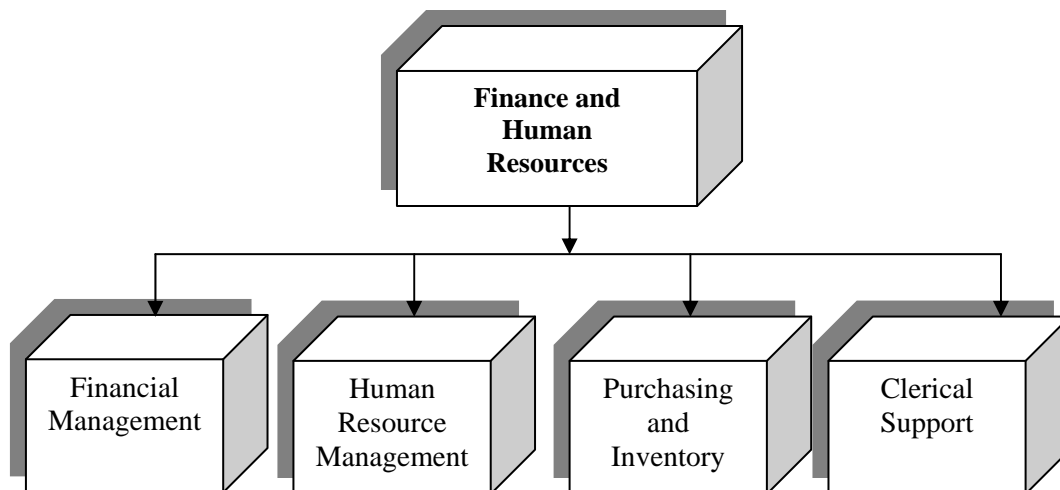 Finance and
Human
Resources
Financial
Management
Human
Resource
Management
Purchasing
and
Inventory
Clerical
Support